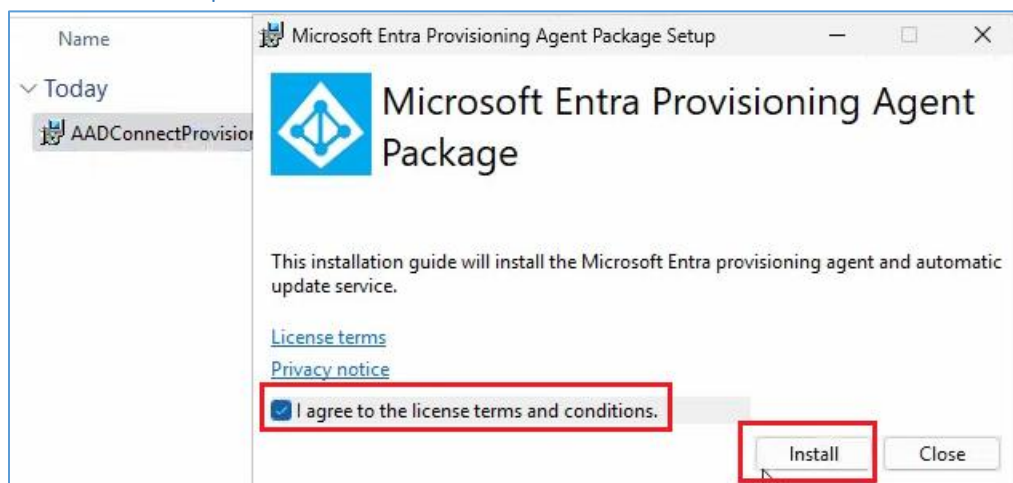 Name
Today
AADConnectProvision
Microsoft Entra Provisioning Agent Package Setup
Microsoft Entra Provisioning Agent
Package
This installation guide will install the Microsoft Entra provisioning agent and automatic
update service.
License terms
Privacy notice
I agree to the license terms and conditions.
Install
Close